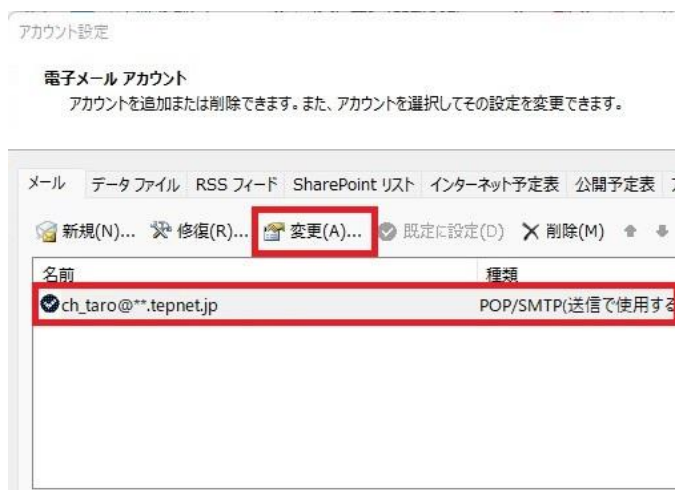 アカウント設定
電子メール アカウント
アカウントを追加または削除できます。また、アカウントを選択してその設定を変更できます。
メール データ ファイル RSS フィード SharePoint リスト インターネット予定表 公開予定表
新規(N)... 修復(R)... 変更(A)... 既定に設定(D) 削除(M)
名前 種類
ch_taro@**.tepnet.jp POP/SMTP(送信で使用する